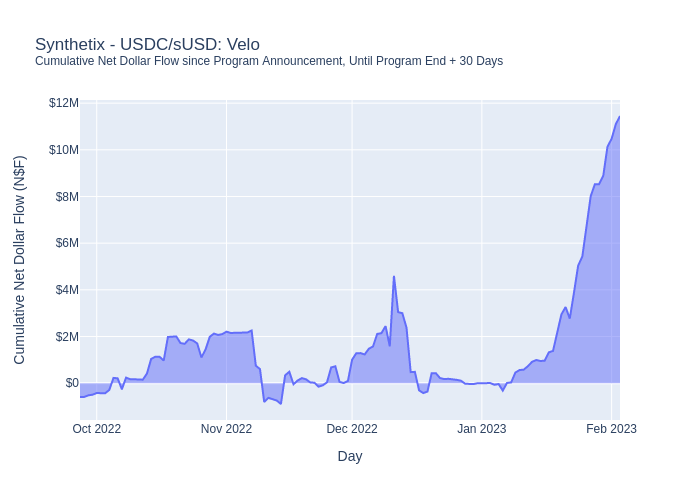 Synthetix - USDC/sUSD: Velo
Cumulative Net Dollar Flow since Program Announcement, Until Program End + 30 Days
Cumulative Net Dollar Flow (N$F)
$12M
$10M
$8M
$6M
$4M
$2M
$0
Oct 2022 Nov 2022 Dec 2022 Jan 2023 Feb 2023
Day